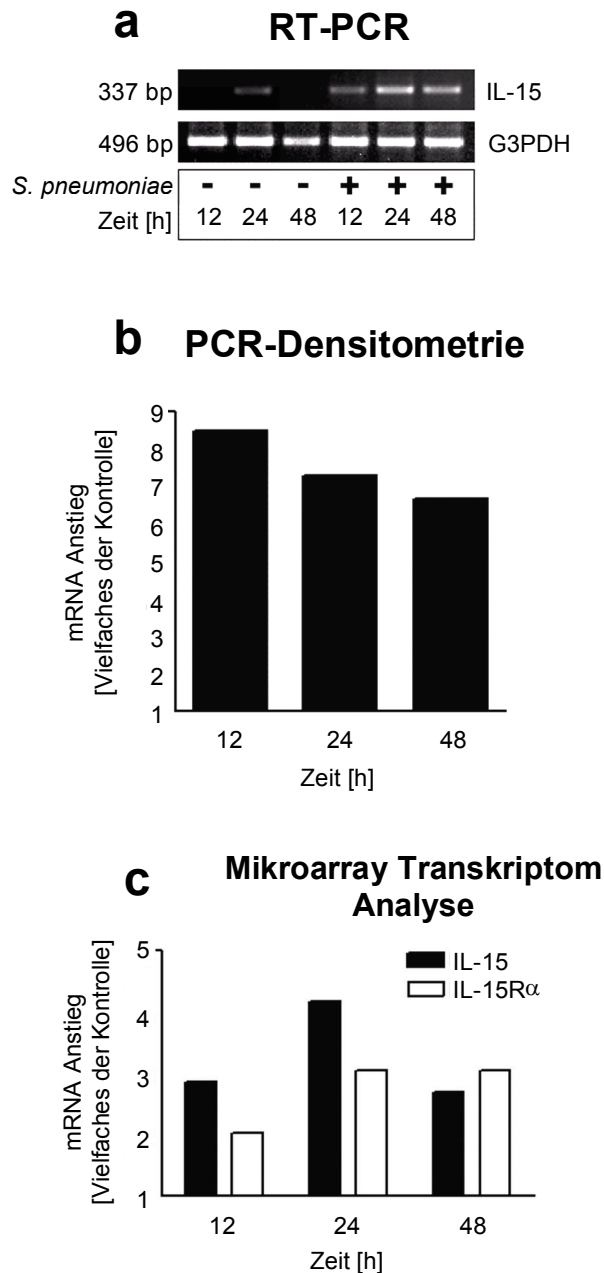 a RT-PCR
337 bp IL-15
496 bp G3PDH
S. pneumoniae - - - + + +
Zeit [h] 12 24 48 12 24 48
b PCR-Densitometrie
mRNA Anstieg
[Vielfaches der Kontrolle]
9
8
7
6
5
4
3
2
1
12 24 48
Zeit [h]
c Mikroarray Transkriptom
Analyse
mRNA Anstieg
[Vielfaches der Kontrolle]
5
4
3
2
1
IL-15
IL-15Rα
12 24 48
Zeit [h]